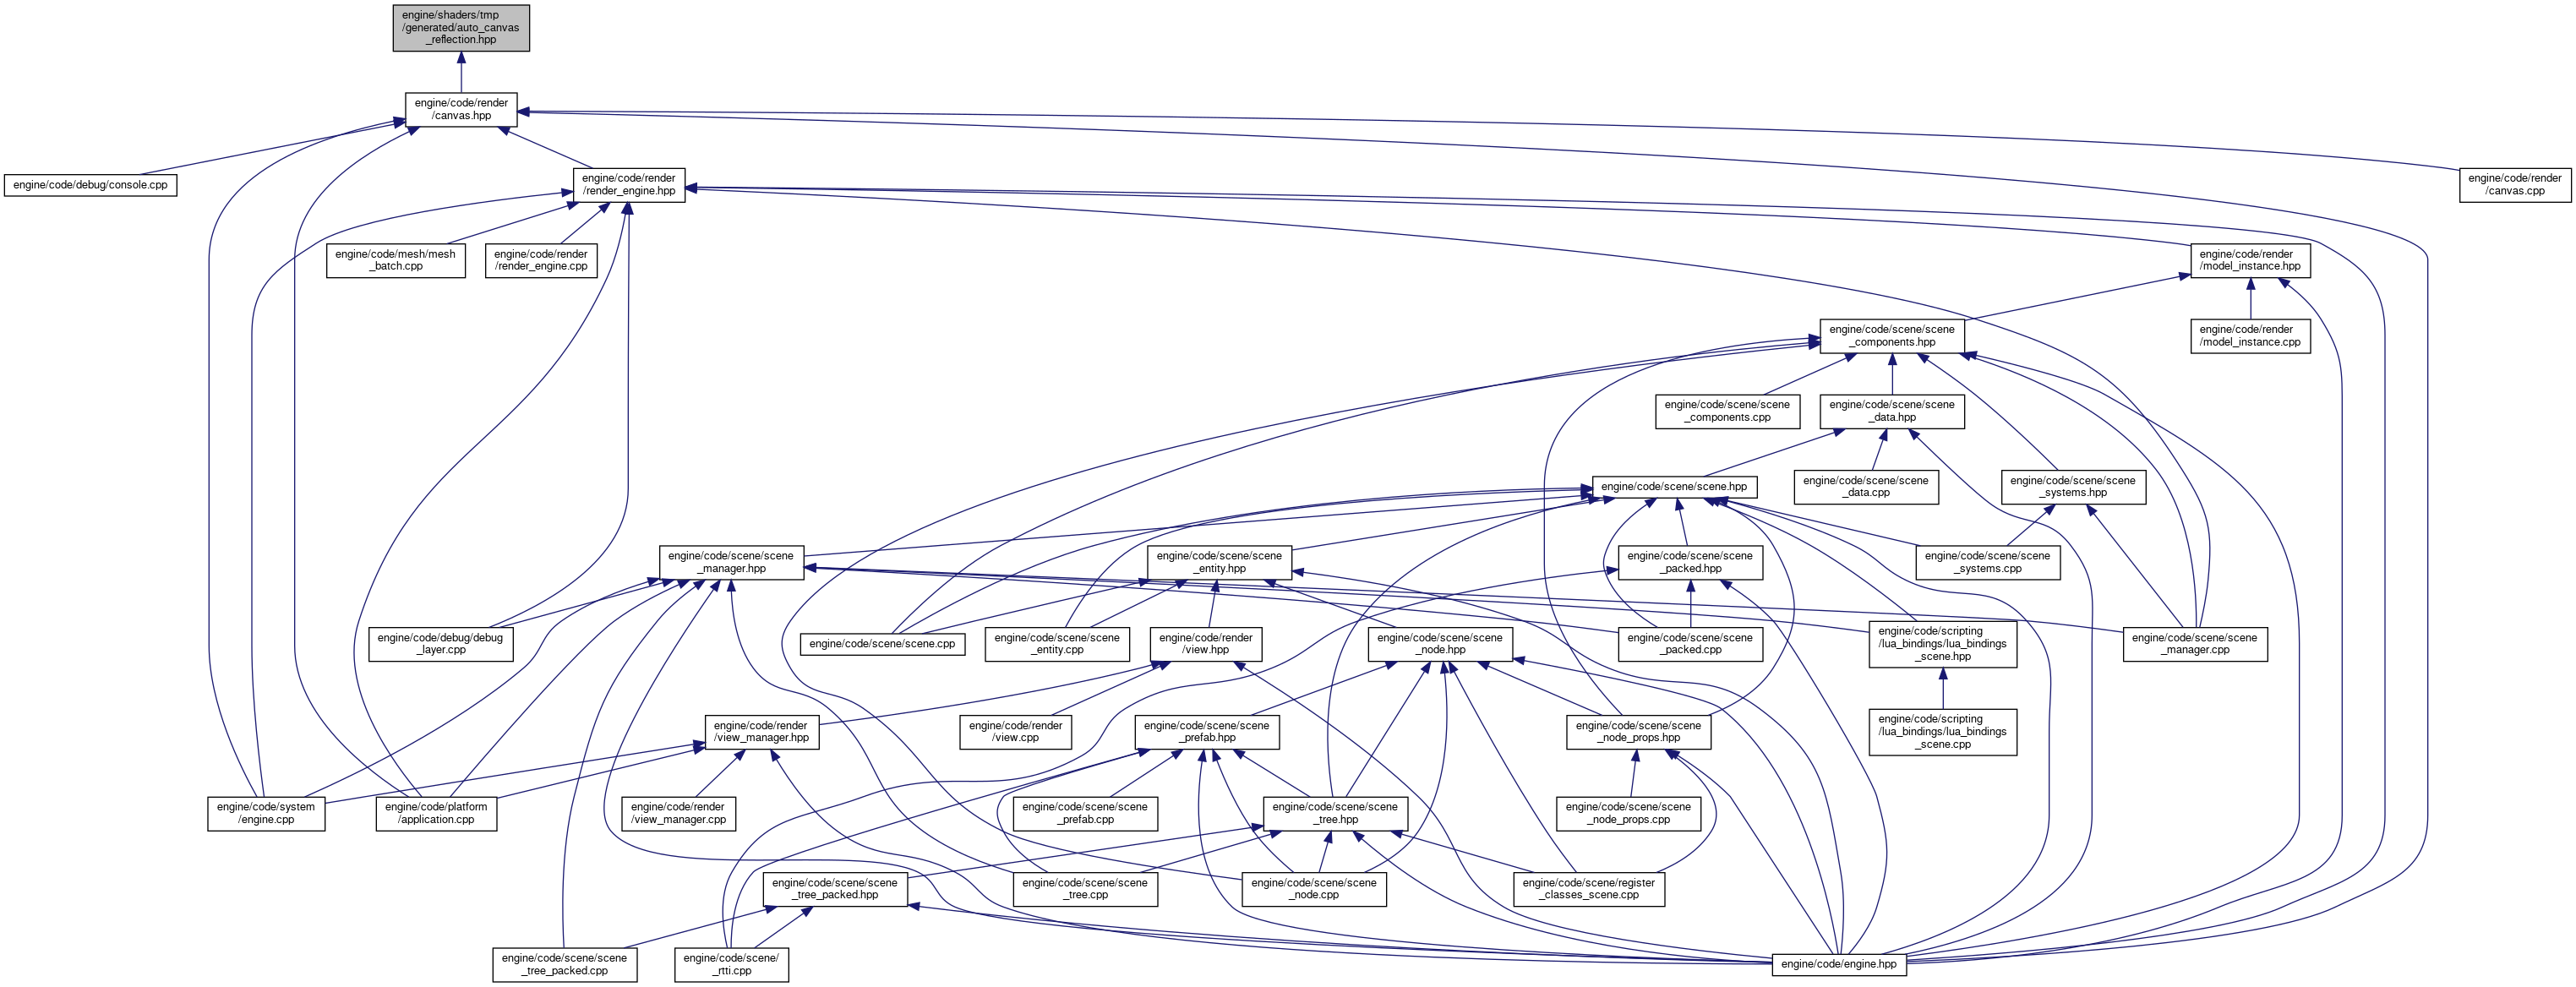 engine/shaders/tmp
/generated/auto_canvas
_reflection.hpp
engine/code/render
/canvas.hpp
engine/code/debug/console.cpp
engine/code/render
/render_engine.hpp
engine/code/render
/canvas.cpp
engine/code/mesh/mesh
_batch.cpp
engine/code/render
/render_engine.cpp
engine/code/render
/model_instance.hpp
engine/code/scene/scene
_components.hpp
engine/code/render
/model_instance.cpp
engine/code/scene/scene
_components.cpp
engine/code/scene/scene
_data.hpp
engine/code/scene/scene.hpp
engine/code/scene/scene
_data.cpp
engine/code/scene/scene
_systems.hpp
engine/code/scene/scene
_manager.hpp
engine/code/scene/scene
_entity.hpp
engine/code/scene/scene
_packed.hpp
engine/code/scene/scene
_systems.cpp
engine/code/debug/debug
_layer.cpp
engine/code/scene/scene.cpp
engine/code/scene/scene
_entity.cpp
engine/code/render
/view.hpp
engine/code/scene/scene
_node.hpp
engine/code/scene/scene
_packed.cpp
engine/code/scripting
/lua_bindings/lua_bindings
_scene.hpp
engine/code/scene/scene
_manager.cpp
engine/code/render
/view_manager.hpp
engine/code/render
/view.cpp
engine/code/scene/scene
_prefab.hpp
engine/code/scene/scene
_node_props.hpp
engine/code/scripting
/lua_bindings/lua_bindings
_scene.cpp
engine/code/system
/engine.cpp
engine/code/platform
/application.cpp
engine/code/render
/view_manager.cpp
engine/code/scene/scene
_prefab.cpp
engine/code/scene/scene
_tree.hpp
engine/code/scene/scene
_node_props.cpp
engine/code/scene/scene
_tree_packed.hpp
engine/code/scene/scene
_tree.cpp
engine/code/scene/scene
_node.cpp
engine/code/scene/register
_classes_scene.cpp
engine/code/scene/scene
_tree_packed.cpp
engine/code/scene/
_rtti.cpp
engine/code/engine.hpp